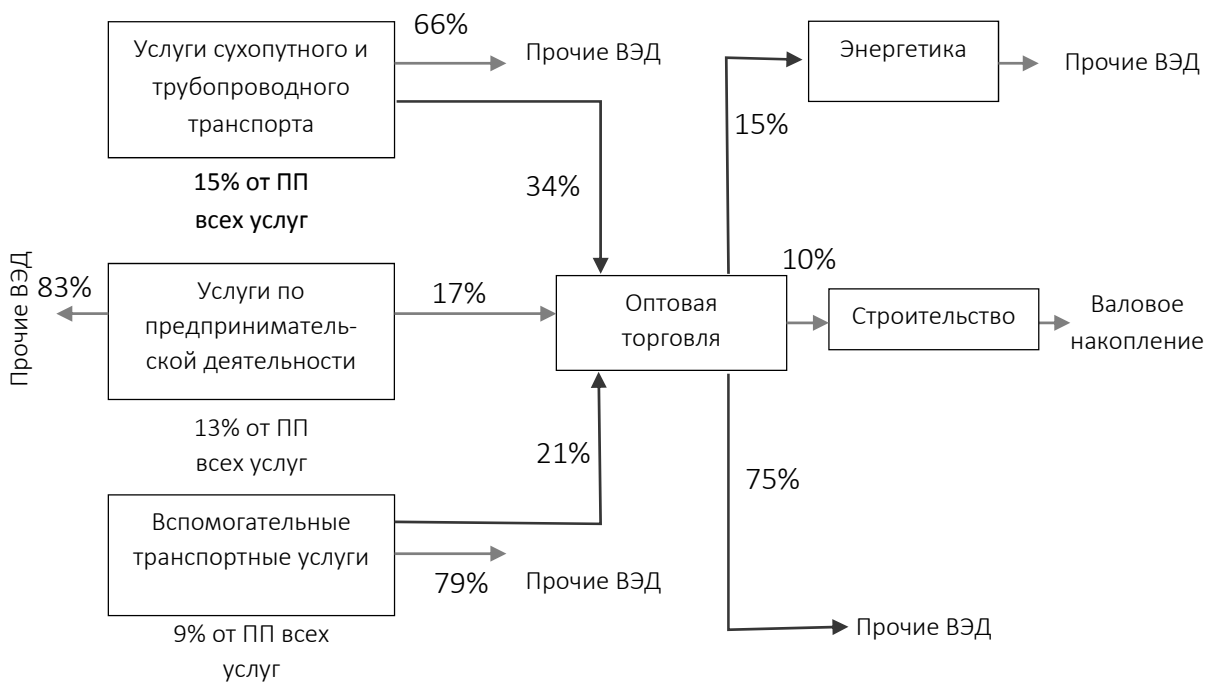 Услуги сухопутного и
трубопроводного
транспорта
66%
Прочие ВЭД
Энергетика
Прочие ВЭД
15%
15% от ПП
всех услуг
34%
Прочие ВЭД
83%
Услуги по
предприниматель-
ской деятельности
17%
Оптовая
торговля
10%
Строительство
Валовое
накопление
13% от ПП
всех услуг
21%
75%
Вспомогательные
транспортные услуги
79%
Прочие ВЭД
Прочие ВЭД
9% от ПП всех
услуг